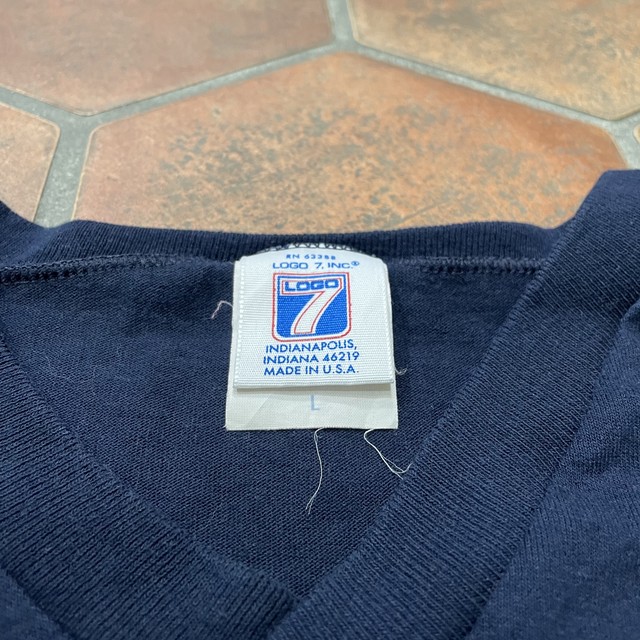 RN 63388
LOGO 7, INC.®
LOGO
7
INDIANAPOLIS,
INDIANA 46219
MADE IN U.S.A.
L